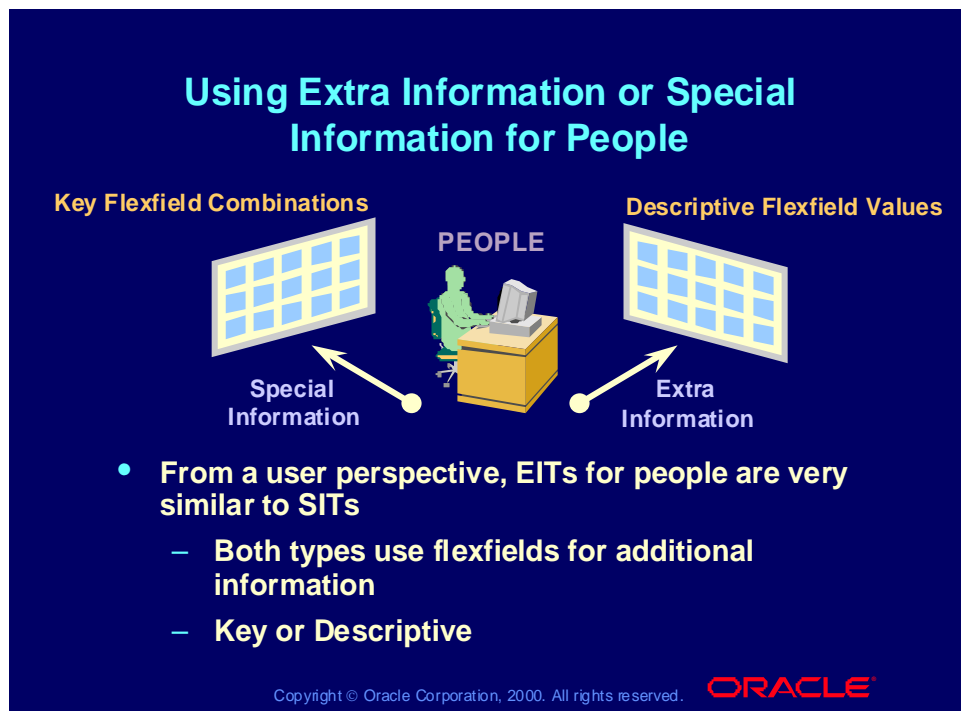 Using Extra Information or Special
Information for People
Key Flexfield Combinations
Descriptive Flexfield Values
PEOPLE
Special
Information
Extra
Information
• From a user perspective, EITs for people are very
similar to SITs
– Both types use flexfields for additional
information
– Key or Descriptive
Copyright © Oracle Corporation, 2000. All rights reserved.
ORACLE®